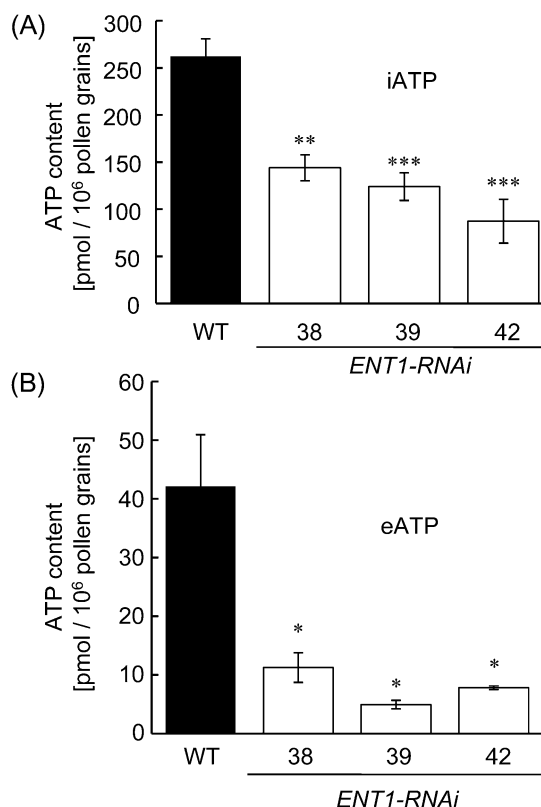 (A)
ATP content
[pmol / 10⁶ pollen grains]
300
250
200
150
100
50
0
iATP
**
***
***
WT
38
39
42
ENT1-RNAi
(B)
ATP content
[pmol / 10⁶ pollen grains]
60
50
40
30
20
10
0
eATP
*
*
*
WT
38
39
42
ENT1-RNAi